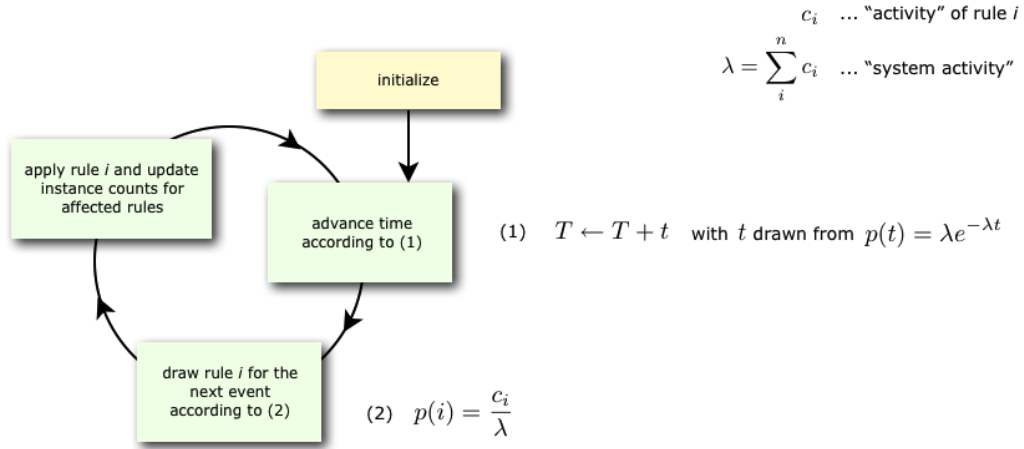 c_i ... “activity” of rule i
λ = \sum_{i}^{n} c_i ... “system activity”
initialize
apply rule i and update
instance counts for
affected rules
advance time
according to (1)
(1) T ← T + t with t drawn from p(t) = λe^{−λt}
draw rule i for the
next event
according to (2)
(2) p(i) = \frac{c_i}{λ}